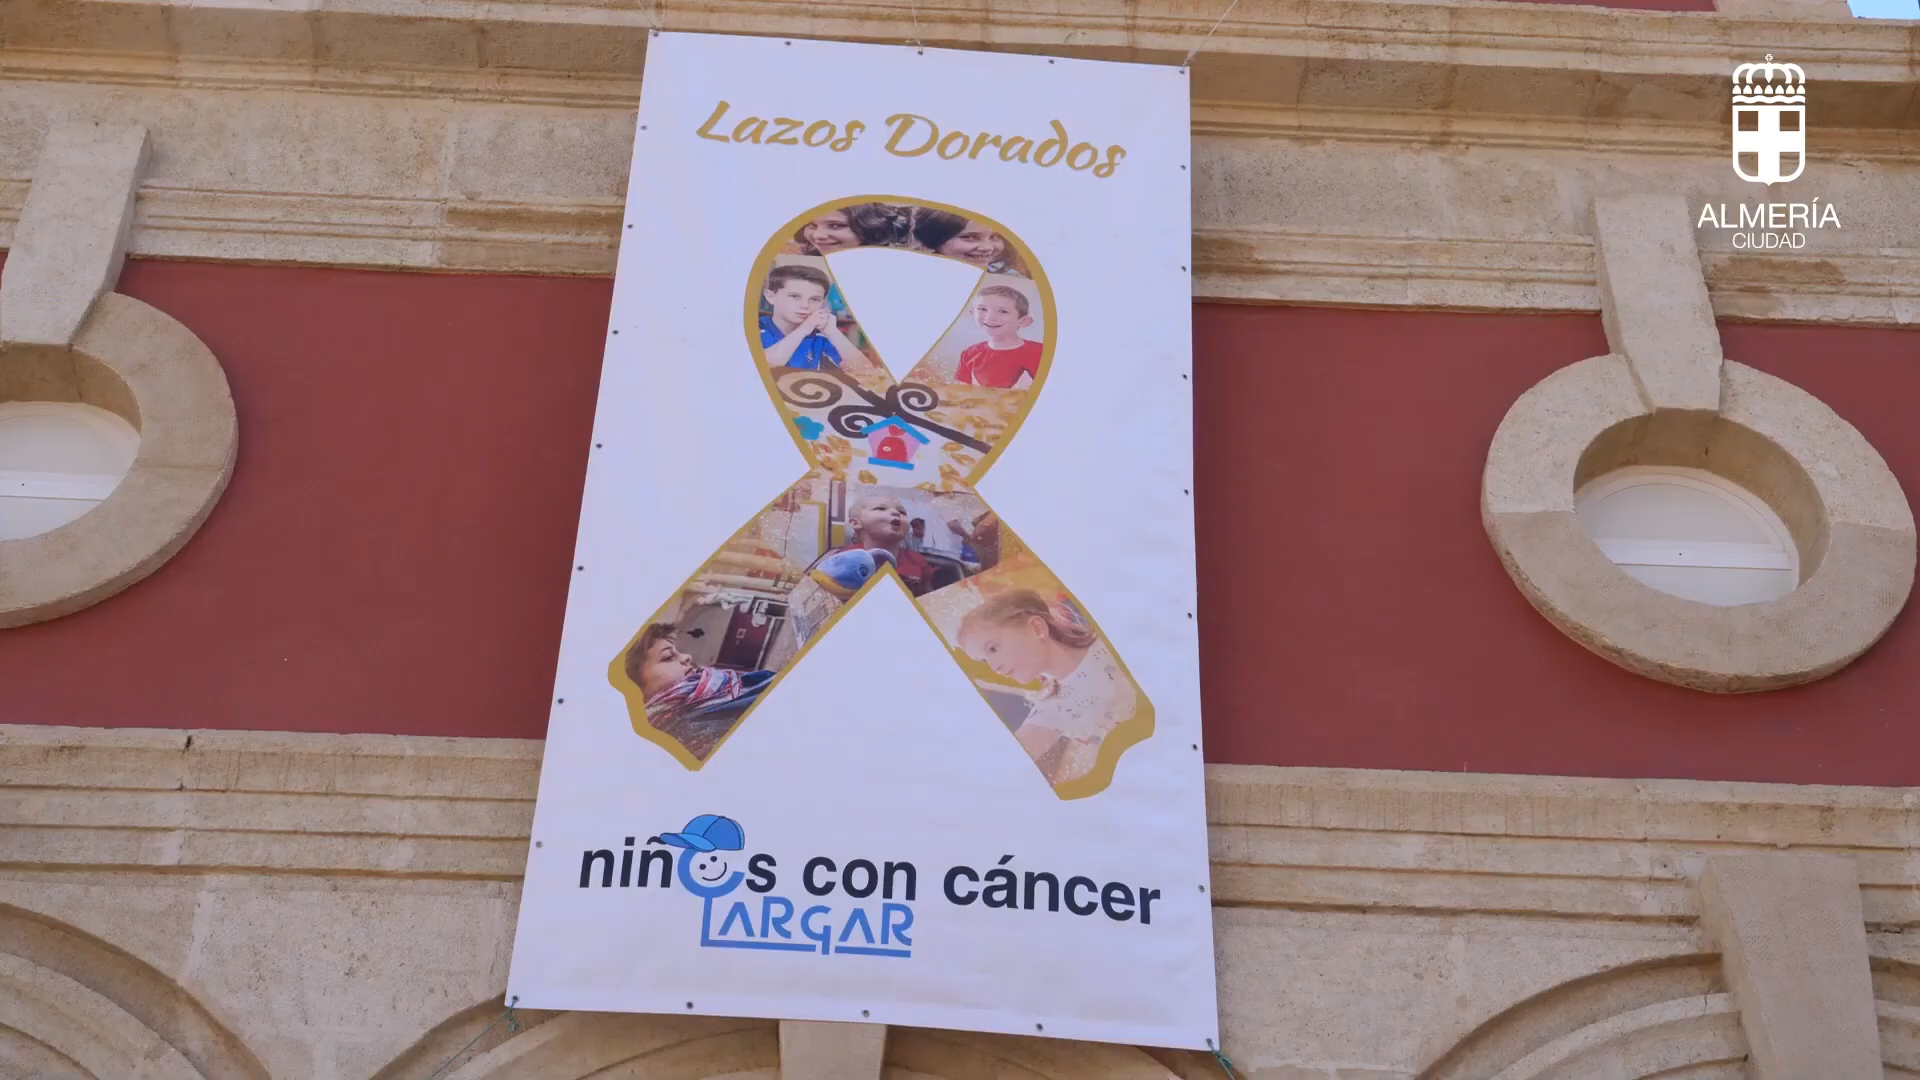 Lazos Dorados
niños con cáncer
ARGAR
ALMERÍA
CIUDAD